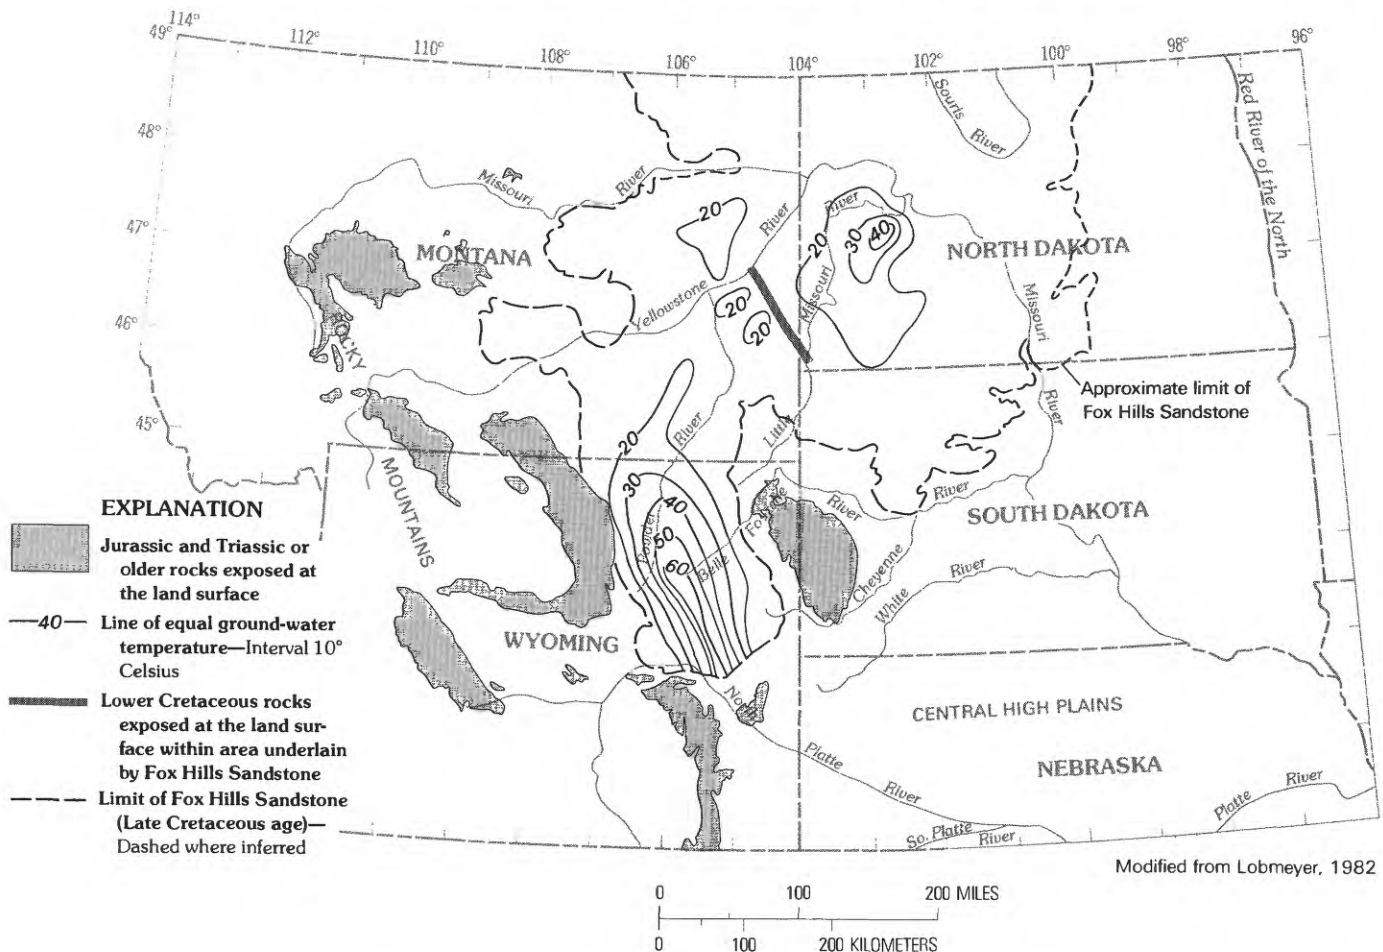 114°
112°
110°
108°
106°
104°
102°
100°
98°
96°
49°
48°
47°
46°
45°
Souris
River
Red River of the North
Missouri
River
River
River
Missouri
MONTANA
NORTH DAKOTA
20
20
30
40
Yellowstone
20
20
Missouri
CKY
Approximate limit of
Fox Hills Sandstone
River
20
River
Little
MOUNTAINS
30
40
50
60
Powder
Belle
Fourche
River
River
SOUTH DAKOTA
Cheyenne
White
River
WYOMING
North
Platte
River
CENTRAL HIGH PLAINS
NEBRASKA
So. Platte
River
Platte
River
EXPLANATION
Jurassic and Triassic or
older rocks exposed at
the land surface
40 Line of equal ground-water
temperature—Interval 10°
Celsius
Lower Cretaceous rocks
exposed at the land sur-
face within area underlain
by Fox Hills Sandstone
Limit of Fox Hills Sandstone
(Late Cretaceous age)—
Dashed where inferred
Modified from Lobmeyer, 1982
0 100 200 MILES
0 100 200 KILOMETERS